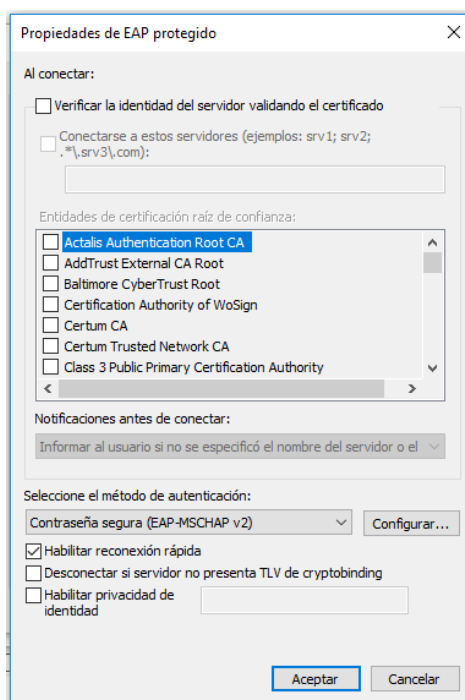 Propiedades de EAP protegido
Al conectar:
Verificar la identidad del servidor validando el certificado
Conectarse a estos servidores (ejemplos: srv1; srv2;
.*\.srv3\.com):
Entidades de certificación raíz de confianza:
Actalis Authentication Root CA
AddTrust External CA Root
Baltimore CyberTrust Root
Certification Authority of WoSign
Certum CA
Certum Trusted Network CA
Class 3 Public Primary Certification Authority
Notificaciones antes de conectar:
Informar al usuario si no se especificó el nombre del servidor o el
Seleccione el método de autenticación:
Contraseña segura (EAP-MSCHAP v2)
Configurar...
Habilitar reconexión rápida
Desconectar si servidor no presenta TLV de cryptobinding
Habilitar privacidad de
identidad
Aceptar
Cancelar